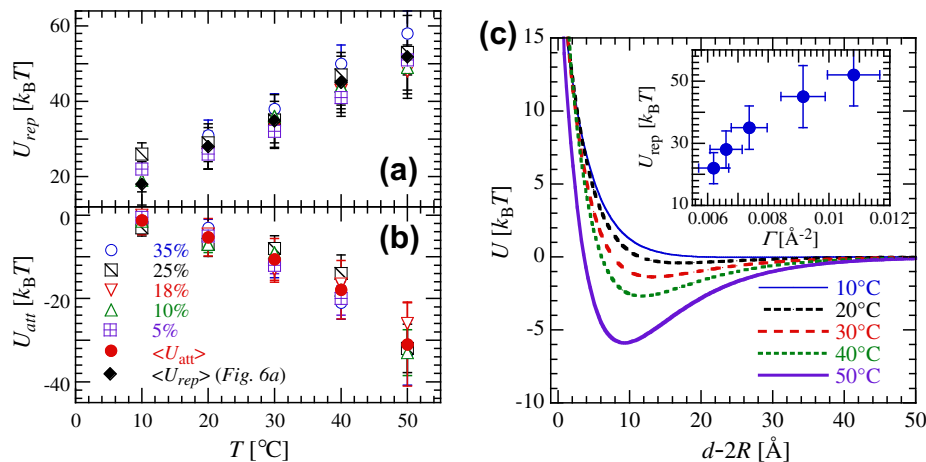 (a)
U_rep [k_BT]
60
40
20
(b)
U_att [k_BT]
0
-20
-40
35%
25%
18%
10%
5%
<U_att>
<U_rep> (Fig. 6a)
0 10 20 30 40 50
T [°C]
(c)
U [k_BT]
15
10
5
0
-5
-10
U_rep [k_BT]
50
30
10
0.006 0.008 0.01 0.012
Γ [Å⁻²]
10°C
20°C
30°C
40°C
50°C
0 10 20 30 40 50
d-2R [Å]